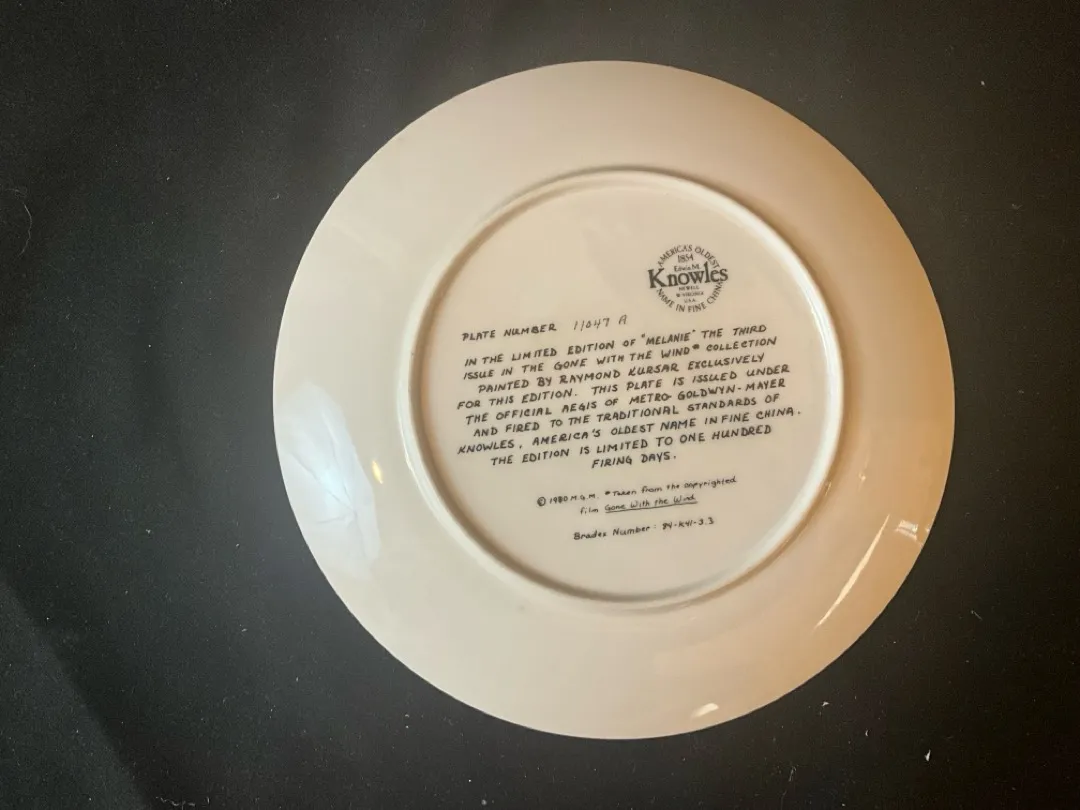 AMERICA'S OLDEST
1854
Edwin M.
Knowles
NEWELL
W. VIRGINIA
U.S.A.
NAME IN FINE CHINA
PLATE NUMBER 11047 A
IN THE LIMITED EDITION OF "MELANIE" THE THIRD
ISSUE IN THE GONE WITH THE WIND* COLLECTION
PAINTED BY RAYMOND KURSAR EXCLUSIVELY
FOR THIS EDITION. THIS PLATE IS ISSUED UNDER
THE OFFICIAL AEGIS OF METRO-GOLDWYN-MAYER
AND FIRED TO THE TRADITIONAL STANDARDS OF
KNOWLES, AMERICA'S OLDEST NAME IN FINE CHINA.
THE EDITION IS LIMITED TO ONE HUNDRED
FIRING DAYS.
© 1980 M.G.M. *Taken from the copyrighted
film Gone With the Wind
Bradex Number: 84-K41-3.3